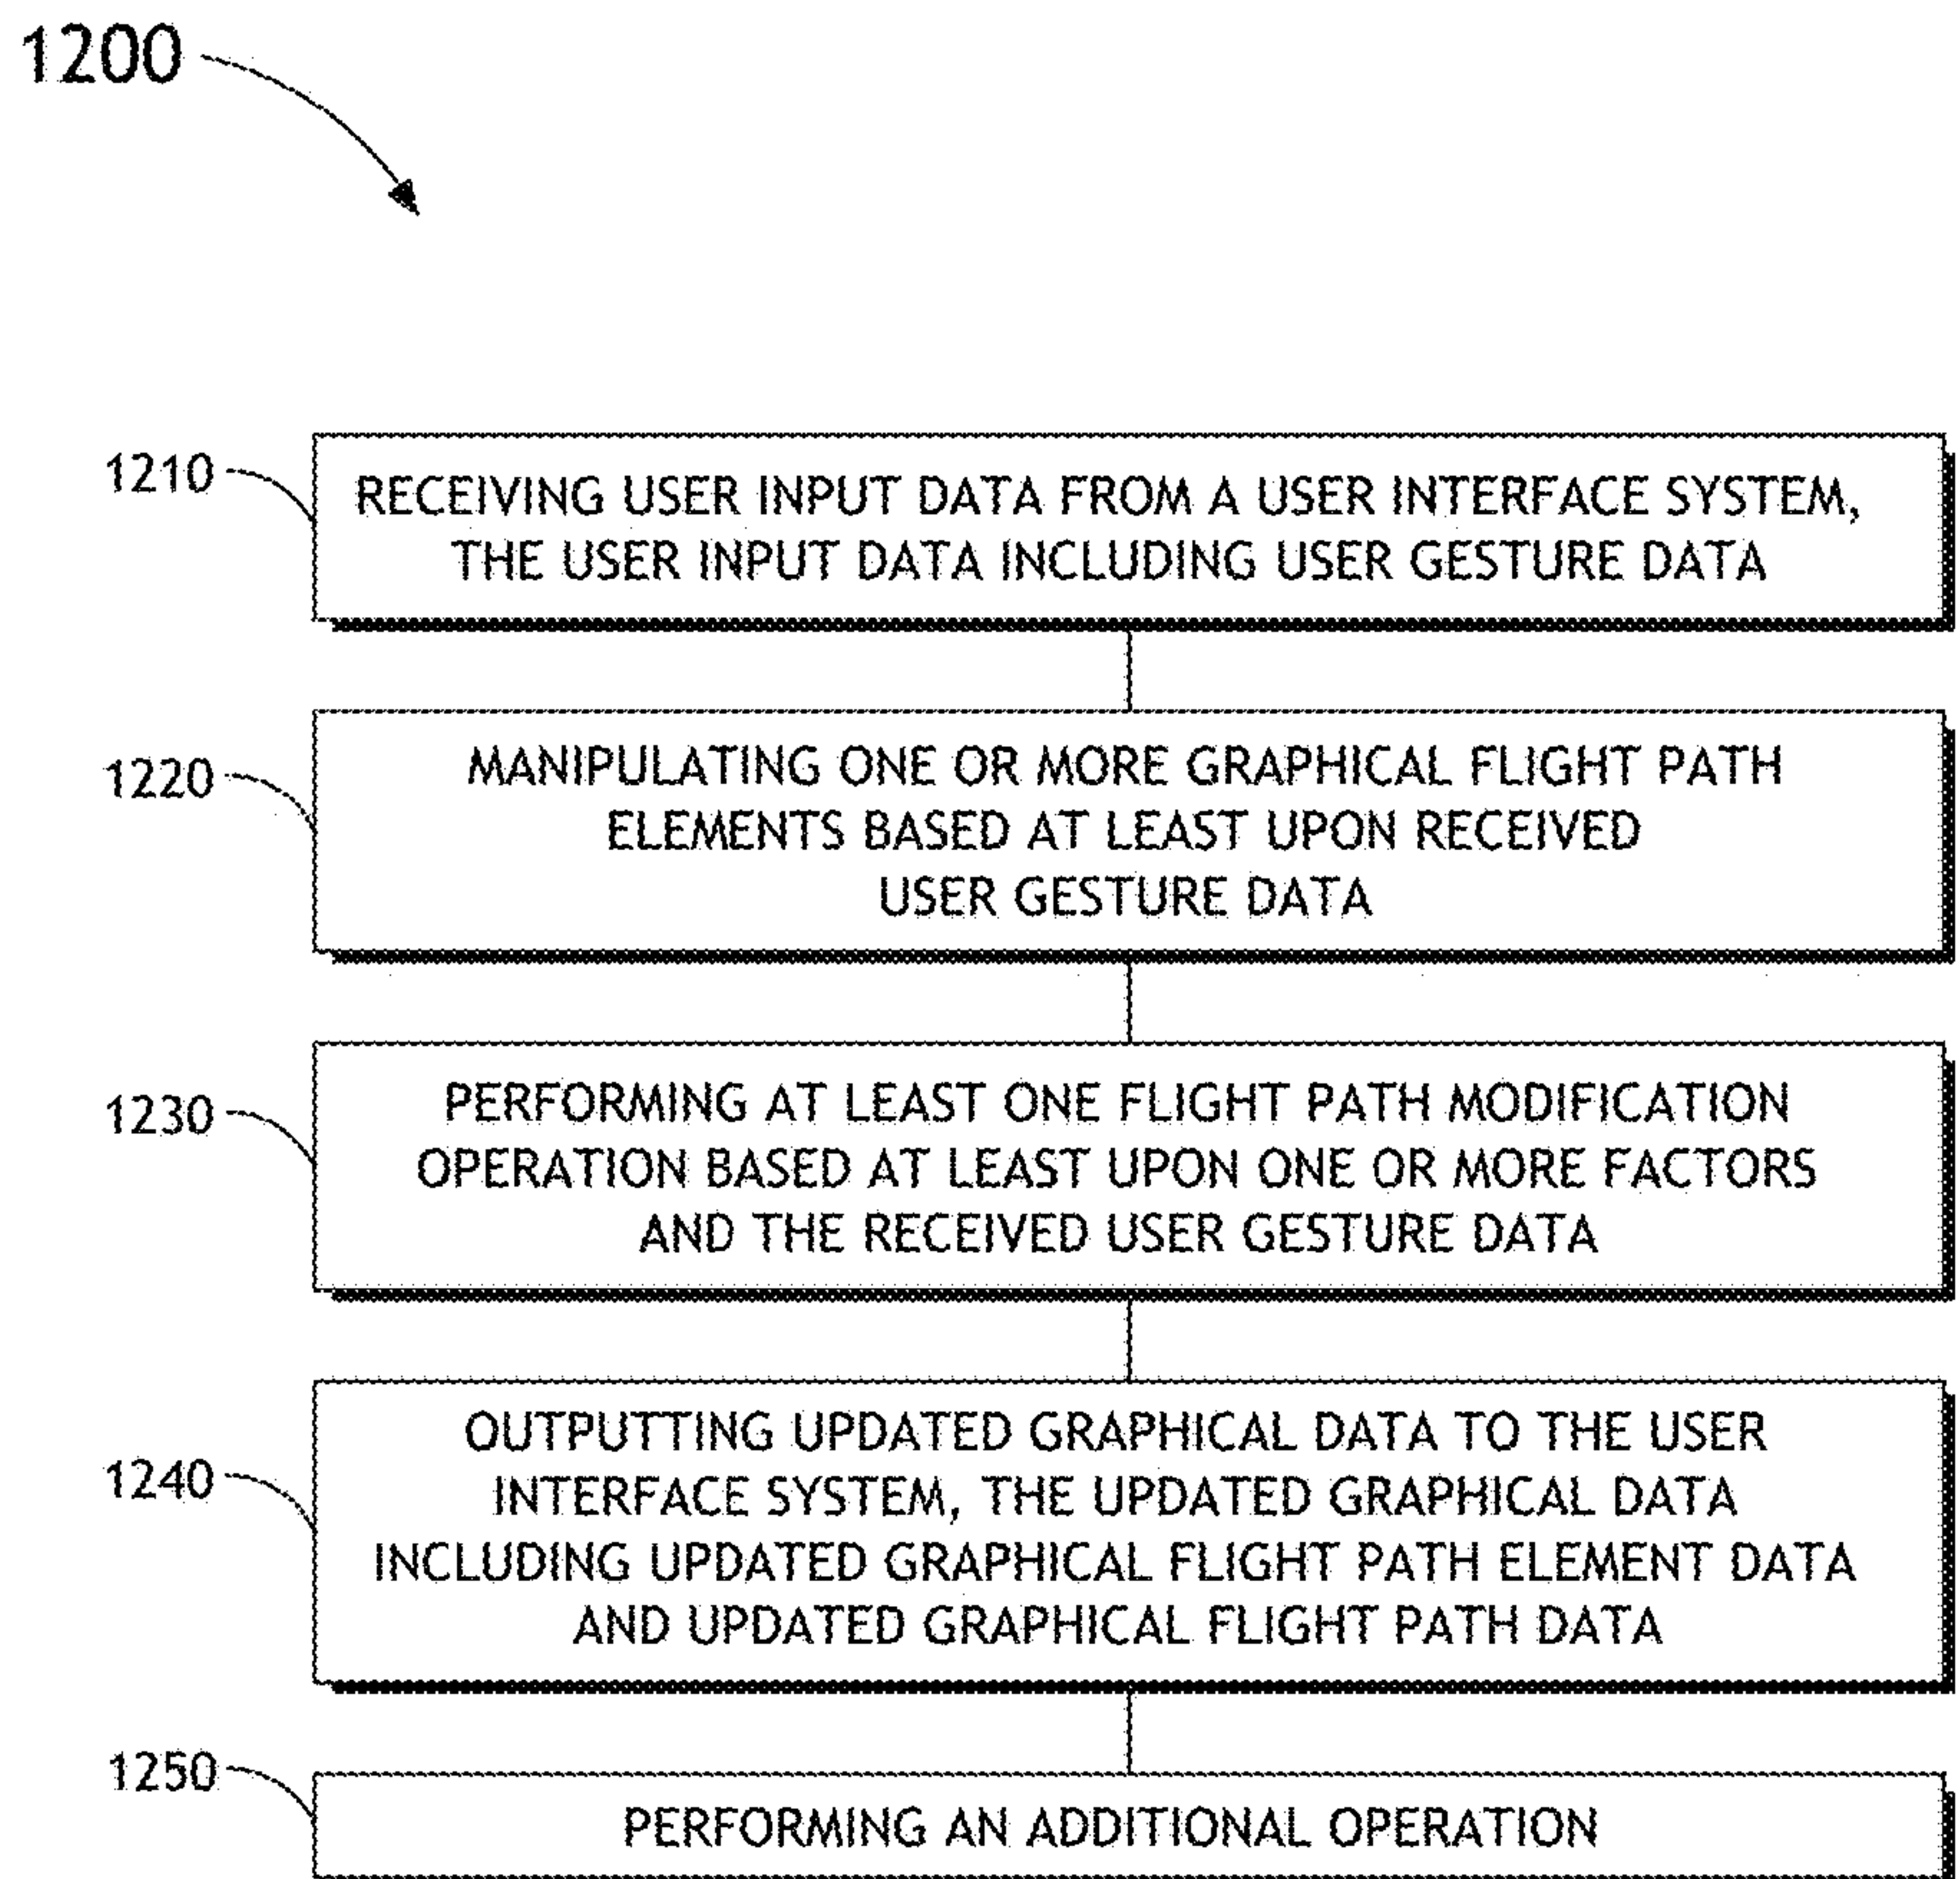 1200
1210
RECEIVING USER INPUT DATA FROM A USER INTERFACE SYSTEM,
THE USER INPUT DATA INCLUDING USER GESTURE DATA
1220
MANIPULATING ONE OR MORE GRAPHICAL FLIGHT PATH
ELEMENTS BASED AT LEAST UPON RECEIVED
USER GESTURE DATA
1230
PERFORMING AT LEAST ONE FLIGHT PATH MODIFICATION
OPERATION BASED AT LEAST UPON ONE OR MORE FACTORS
AND THE RECEIVED USER GESTURE DATA
1240
OUTPUTTING UPDATED GRAPHICAL DATA TO THE USER
INTERFACE SYSTEM, THE UPDATED GRAPHICAL DATA
INCLUDING UPDATED GRAPHICAL FLIGHT PATH ELEMENT DATA
AND UPDATED GRAPHICAL FLIGHT PATH DATA
1250
PERFORMING AN ADDITIONAL OPERATION